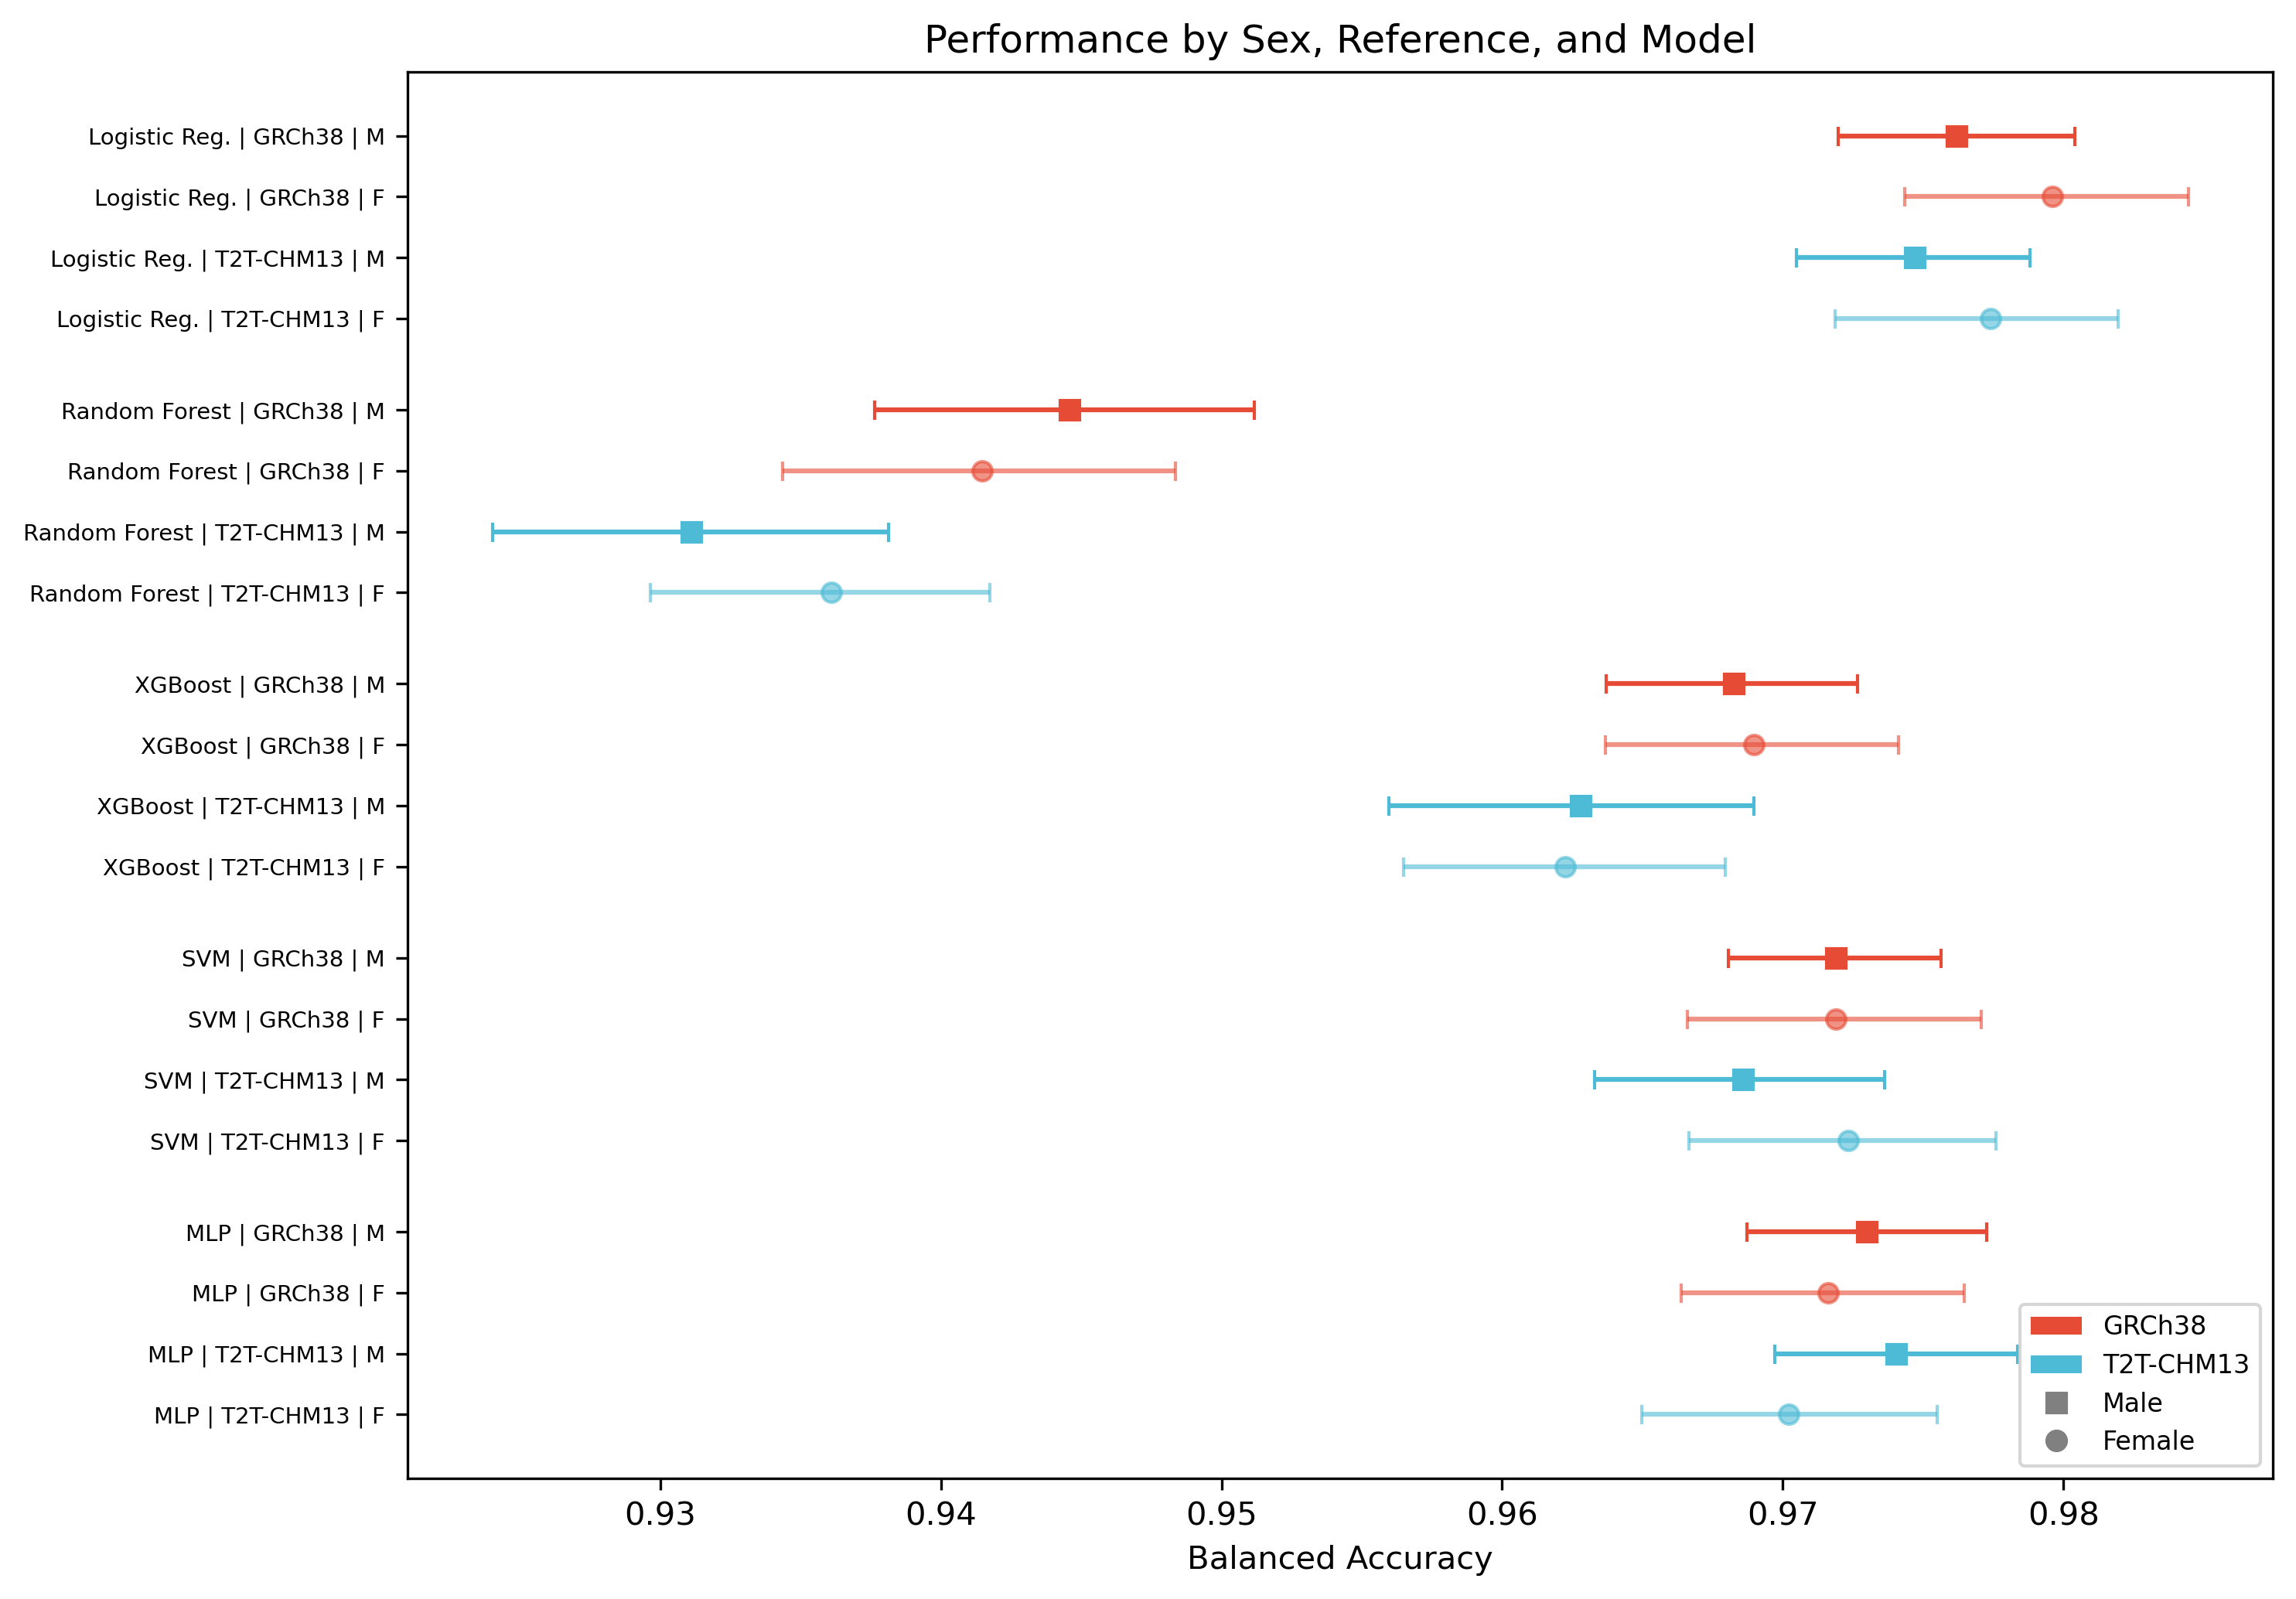 Performance by Sex, Reference, and Model
Logistic Reg. | GRCh38 | M
Logistic Reg. | GRCh38 | F
Logistic Reg. | T2T-CHM13 | M
Logistic Reg. | T2T-CHM13 | F
Random Forest | GRCh38 | M
Random Forest | GRCh38 | F
Random Forest | T2T-CHM13 | M
Random Forest | T2T-CHM13 | F
XGBoost | GRCh38 | M
XGBoost | GRCh38 | F
XGBoost | T2T-CHM13 | M
XGBoost | T2T-CHM13 | F
SVM | GRCh38 | M
SVM | GRCh38 | F
SVM | T2T-CHM13 | M
SVM | T2T-CHM13 | F
MLP | GRCh38 | M
MLP | GRCh38 | F
MLP | T2T-CHM13 | M
MLP | T2T-CHM13 | F
GRCh38
T2T-CHM13
Male
Female
0.93 0.94 0.95 0.96 0.97 0.98
Balanced Accuracy